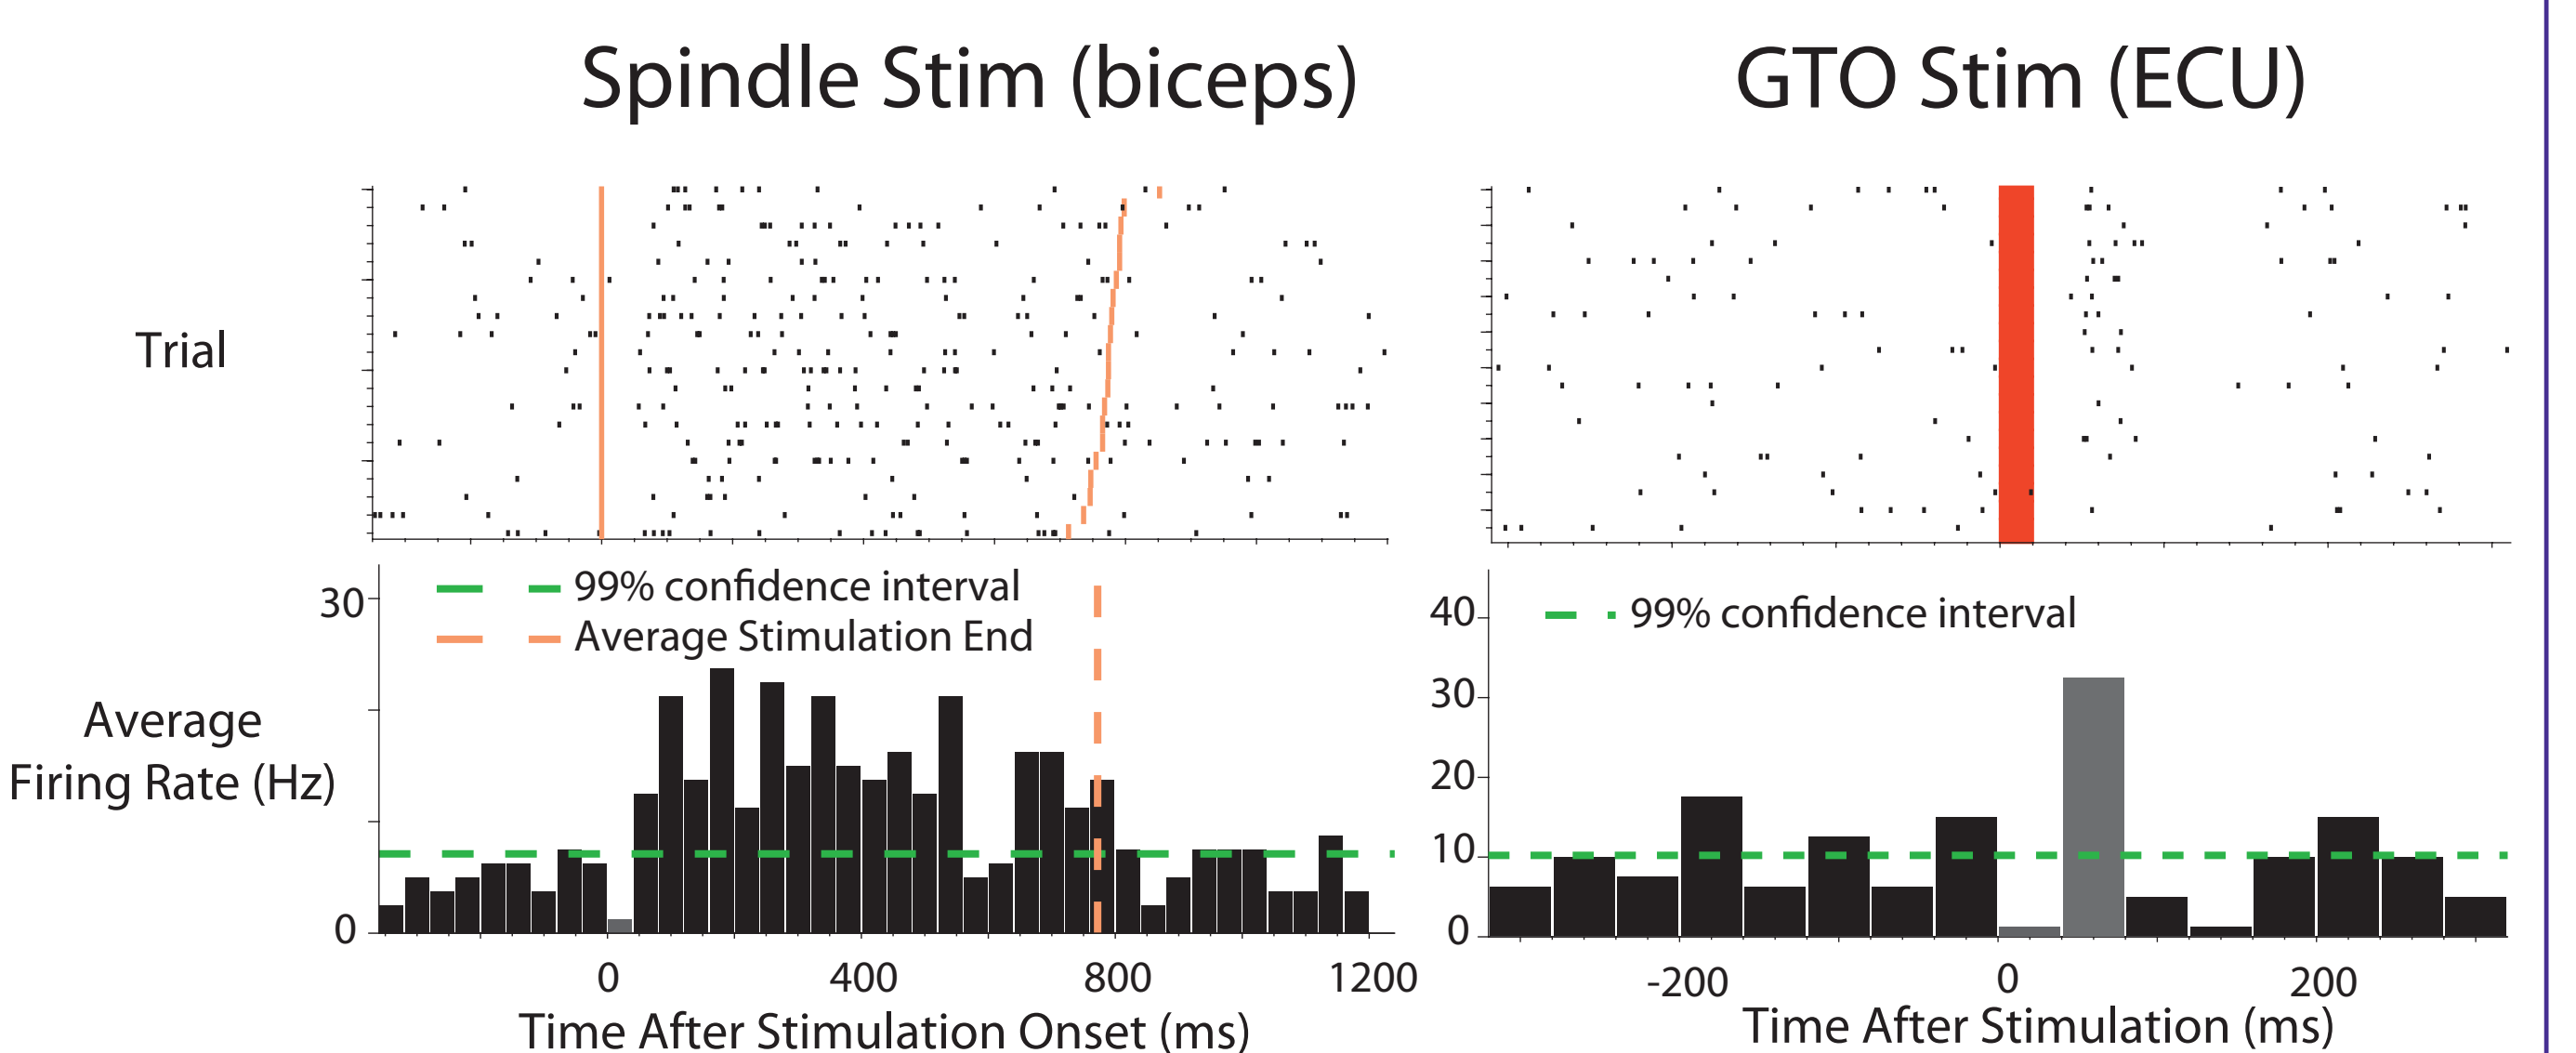 Spindle Stim (biceps)
GTO Stim (ECU)
Trial
99% confidence interval
Average Stimulation End
30
0
Average
Firing Rate (Hz)
0 400 800 1200
Time After Stimulation Onset (ms)
99% confidence interval
40
30
20
10
0
-200 0 200
Time After Stimulation (ms)